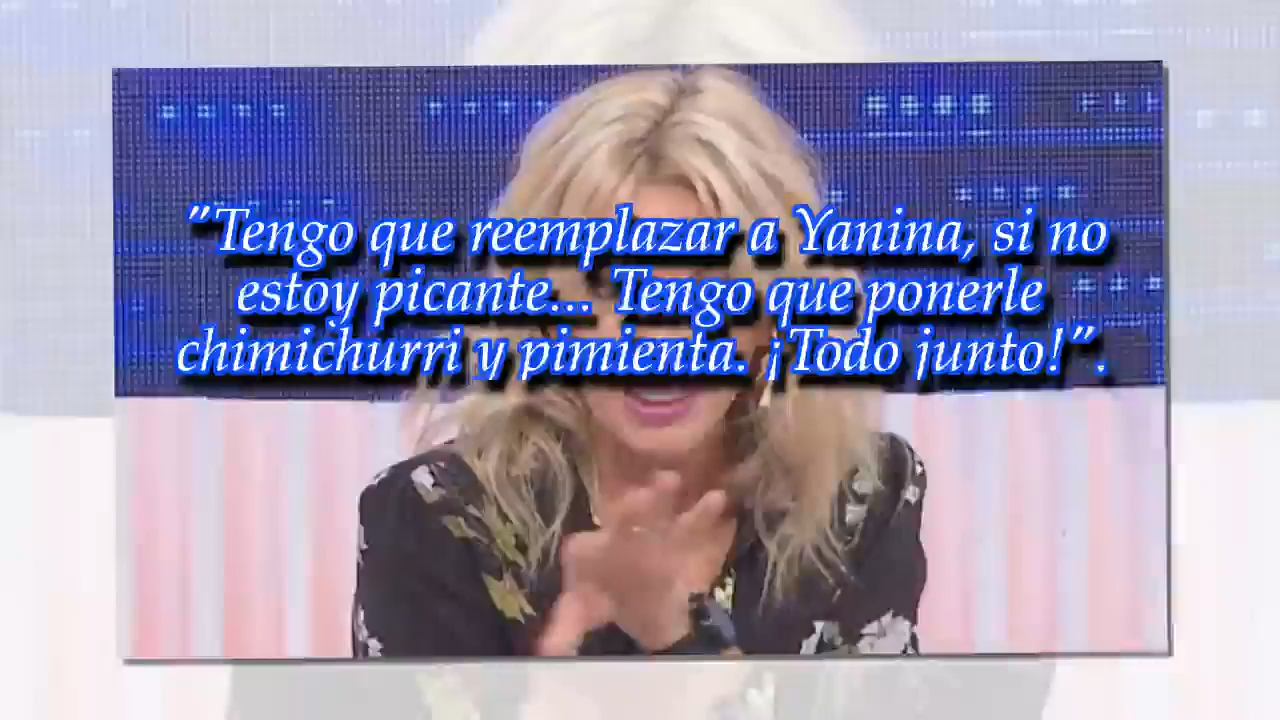 "Tengo que reemplazar a Yanina, si no
estoy picante... Tengo que ponerle
chimichurri y pimienta. ¡Todo junto!".